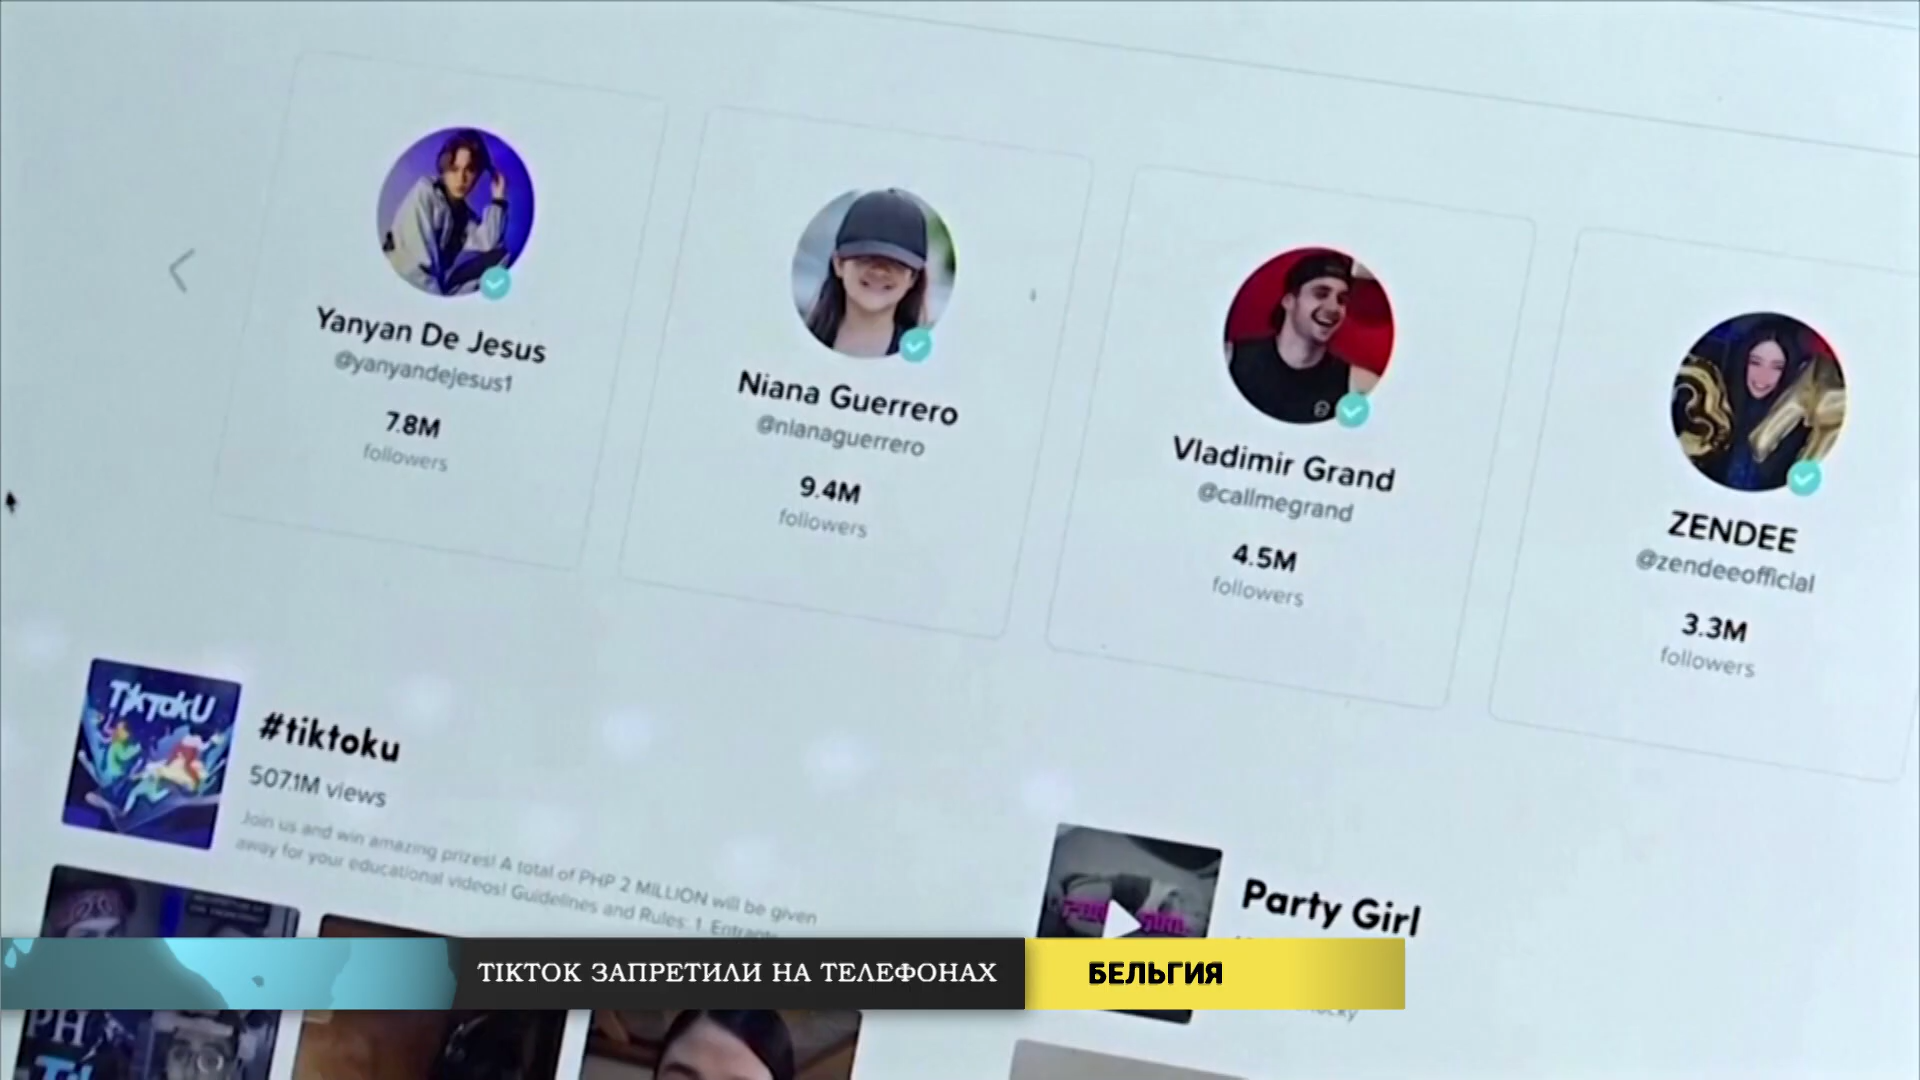 Yanyan De Jesus
@yanyandejesus1
7.8M
followers
Niana Guerrero
@nianaguerrero
9.4M
followers
Vladimir Grand
@callmegrand
4.5M
followers
ZENDEE
@zendeeofficial
3.3M
followers
TikTokU
#tiktoku
507.1M views
Join us and win amazing prizes! A total of PHP 2 MILLION will be given
away for your educational videos! Guidelines and Rules: 1. Entrants
Party Girl
TIKTOK ЗАПРЕТИЛИ НА ТЕЛЕФОНАХ
БЕЛЬГИЯ
PH